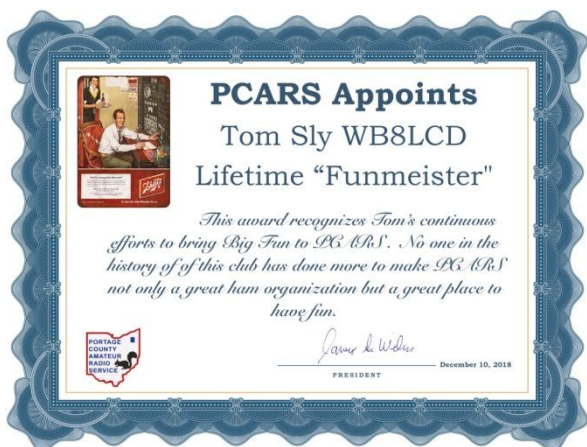 PCARS Appoints
Tom Sly WB8LCD
Lifetime “Funmeister"
Schlitz
This award recognizes Tom's continuous
efforts to bring Big Fun to PCARS. No one in the
history of of this club has done more to make PCARS
not only a great ham organization but a great place to
have fun.
PORTAGE
COUNTY
AMATEUR
RADIO
SERVICE
December 10, 2018
PRESIDENT